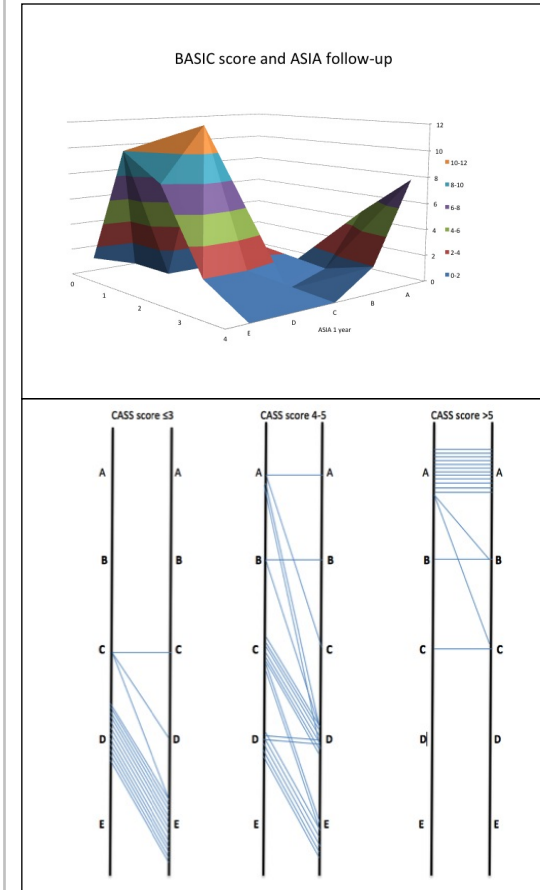 BASIC score and ASIA follow-up
12
10
8
6
4
2
0
10-12
8-10
6-8
4-6
2-4
0-2
0
1
2
3
4
E
D
C
B
A
ASIA 1 year
CASS score ≤3
CASS score 4-5
CASS score >5
A A A A A A
B B B B B B
C C C C C C
D D D D D D
E E E E E E